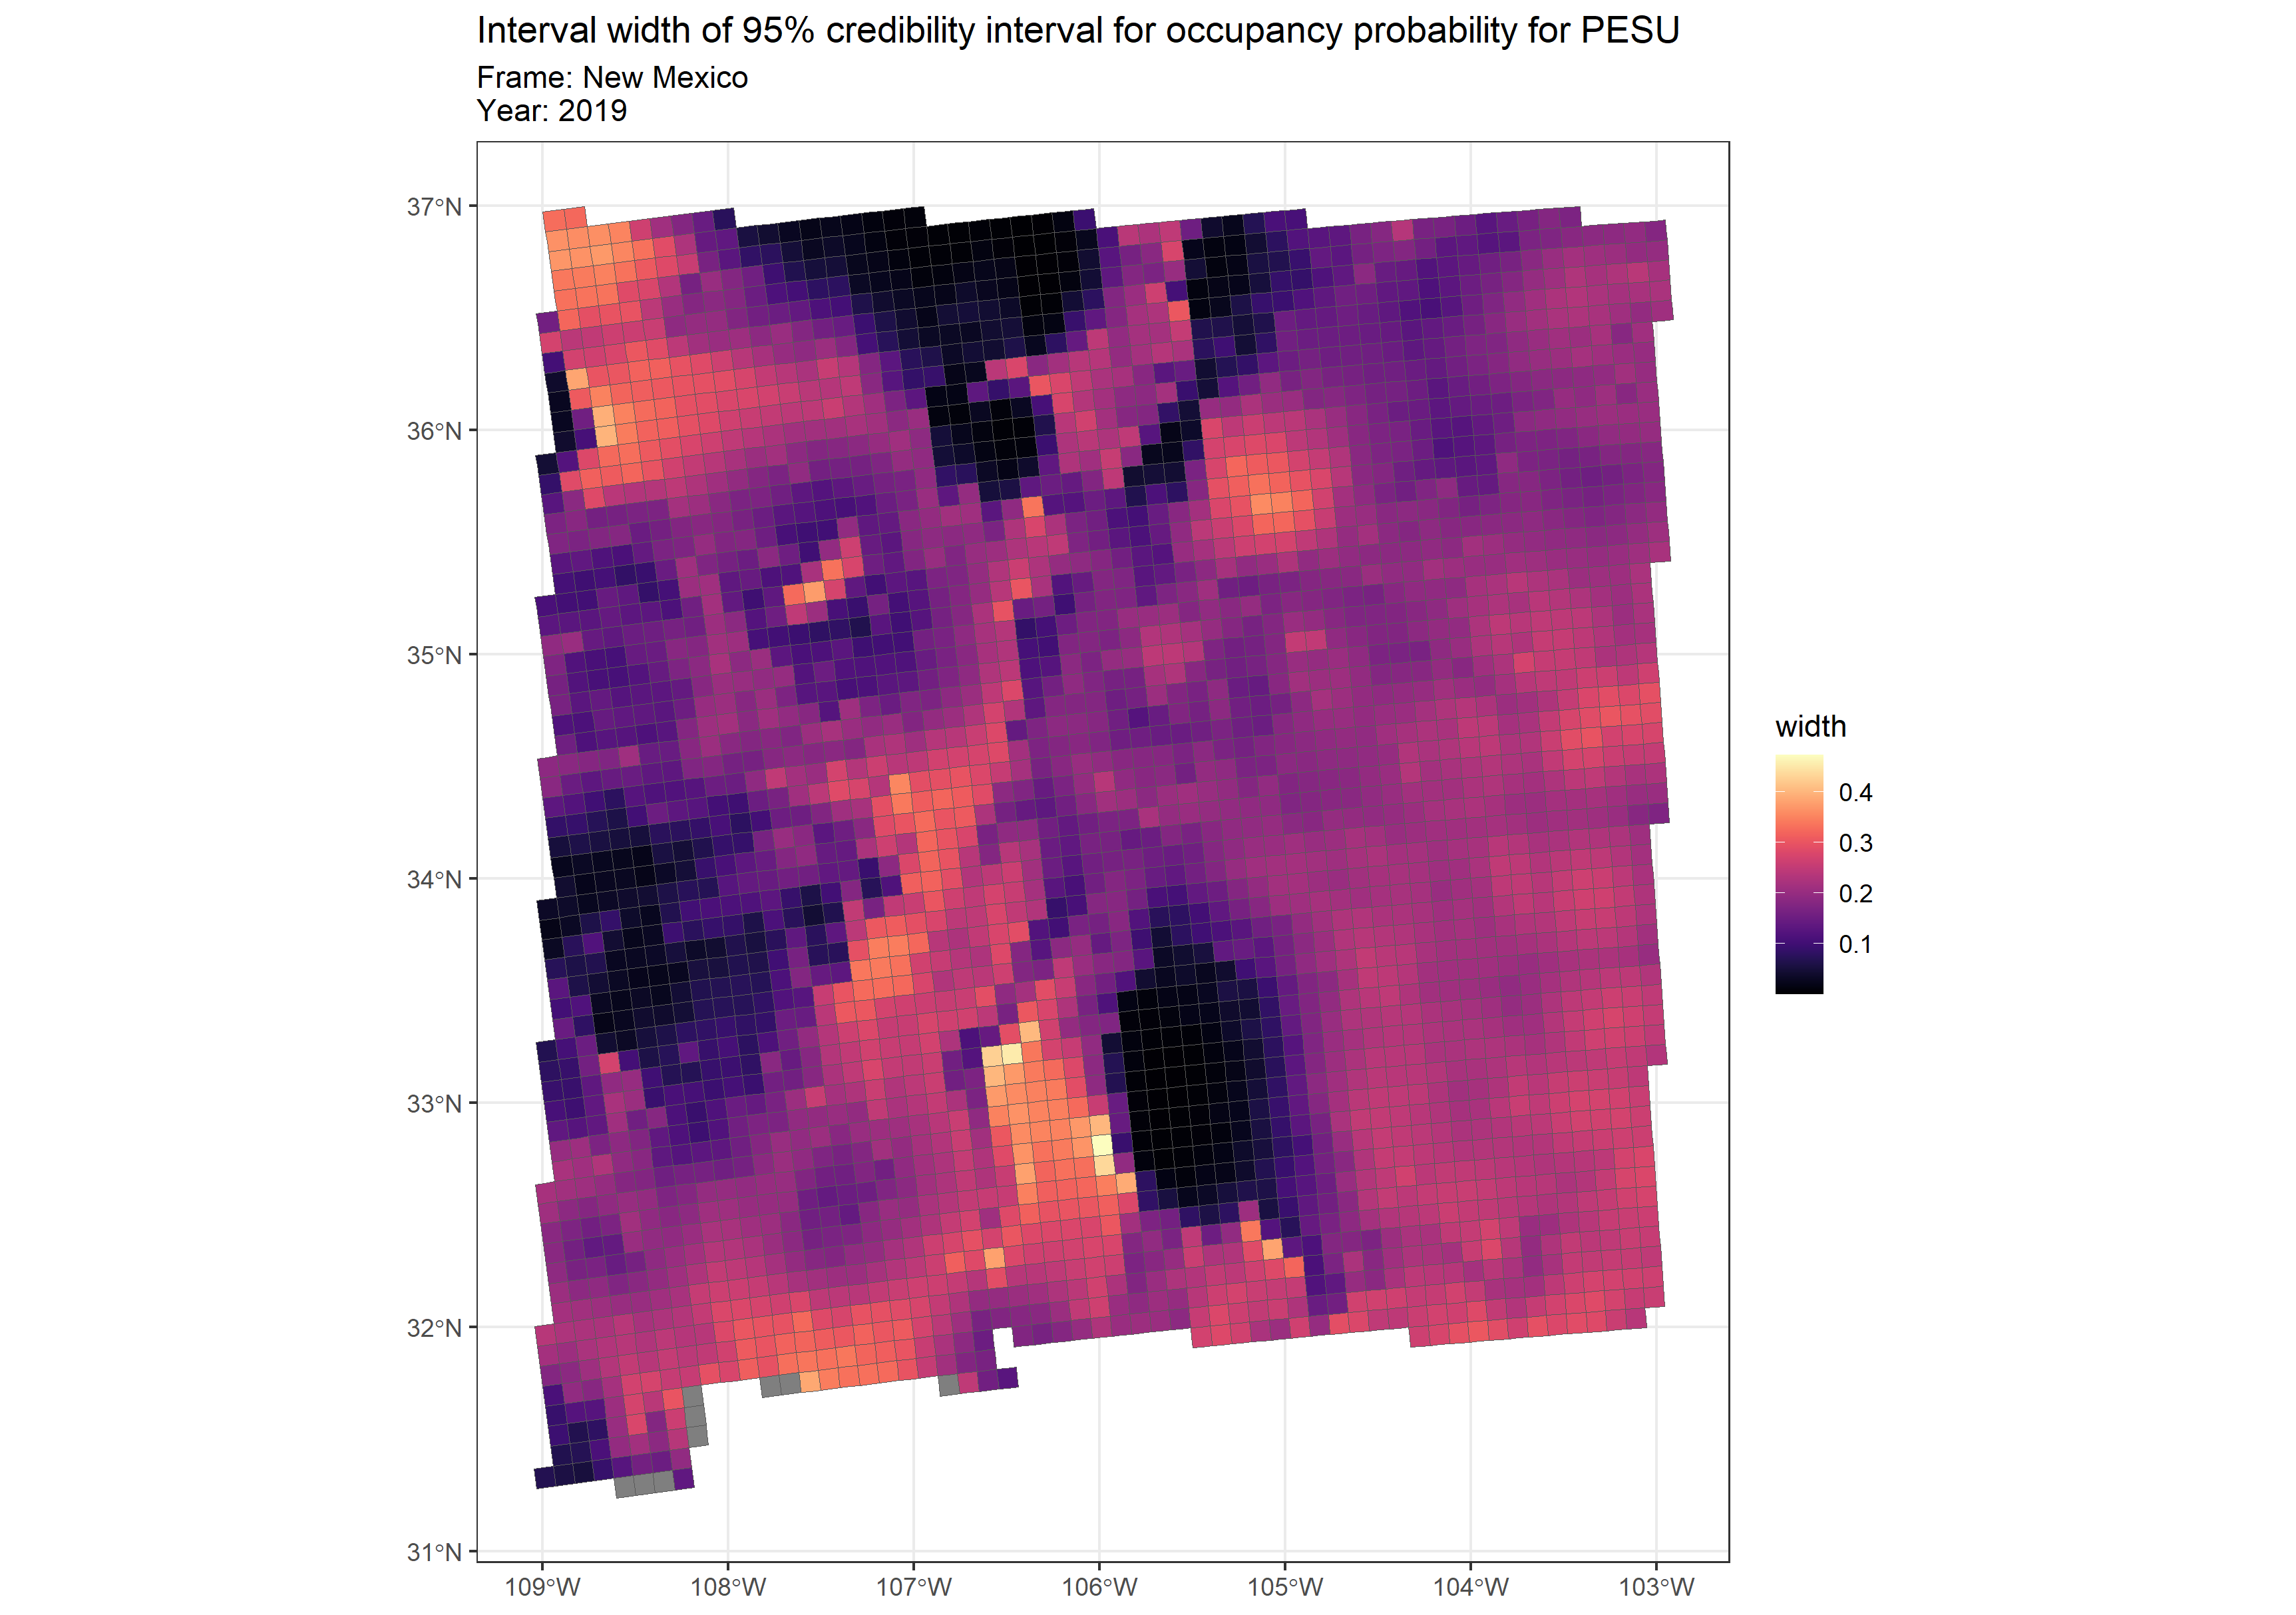 Interval width of 95% credibility interval for occupancy probability for PESU
Frame: New Mexico
Year: 2019
37°N
36°N
35°N
34°N
33°N
32°N
31°N
109°W 108°W 107°W 106°W 105°W 104°W 103°W
width
0.4
0.3
0.2
0.1